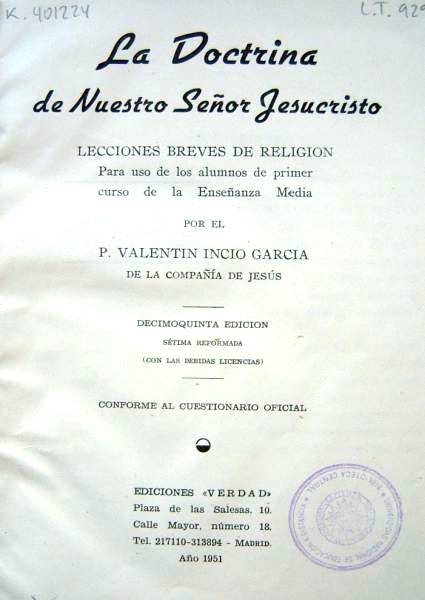 K. 401224
L.T. 929
La Doctrina
de Nuestro Señor Jesucristo
LECCIONES BREVES DE RELIGION
Para uso de los alumnos de primer
curso de la Enseñanza Media
POR EL
P. VALENTIN INCIO GARCIA
DE LA COMPAÑÍA DE JESÚS
DECIMOQUINTA EDICION
SÉTIMA REFORMADA
(CON LAS DEBIDAS LICENCIAS)
CONFORME AL CUESTIONARIO OFICIAL
EDICIONES «VERDAD»
Plaza de las Salesas, 10.
Calle Mayor, número 18.
Tel. 217110-313894 - MADRID.
Año 1951
BIBLIOTECA CENTRAL